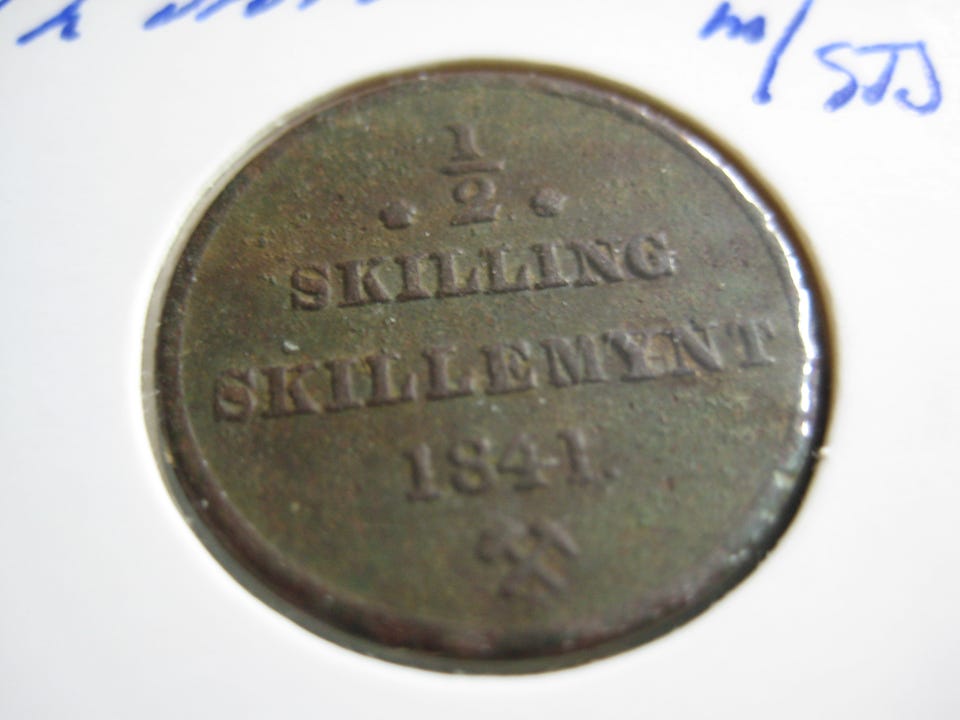 m/STJ
1
2
SKILLING
SKILLEMYNT
1841.